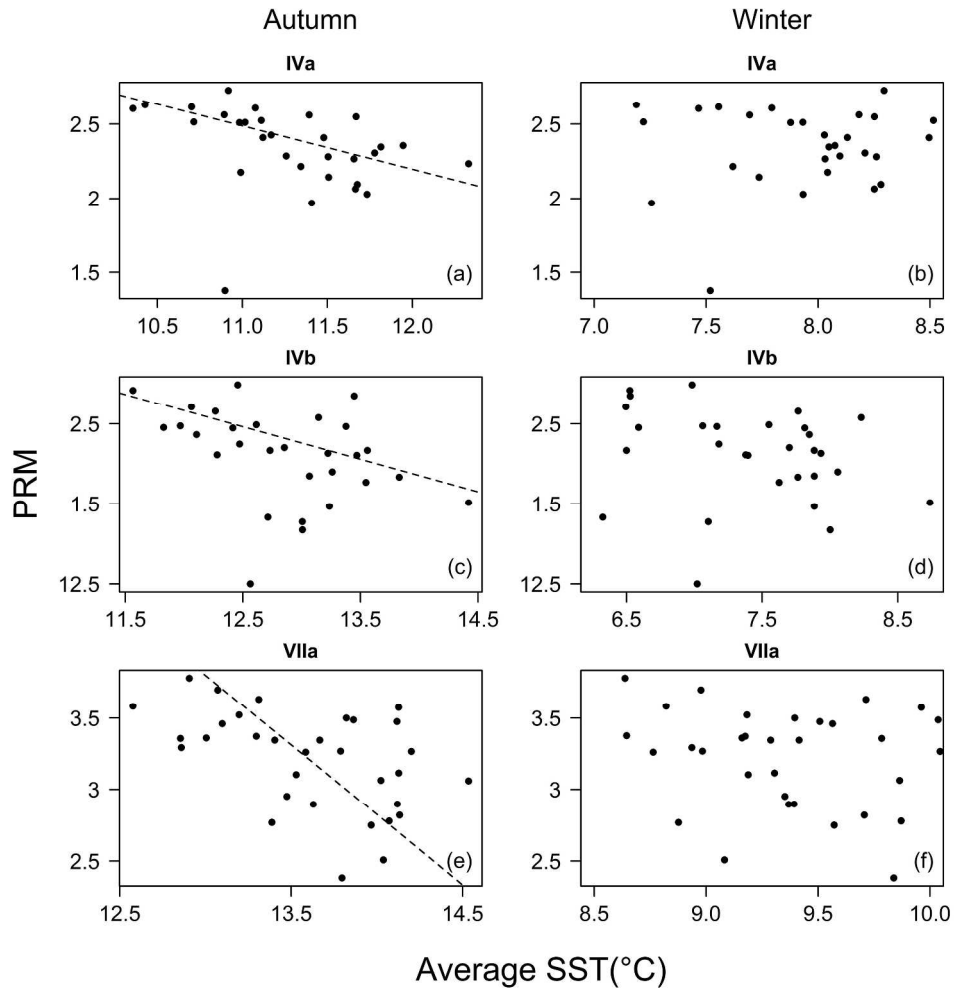 Autumn Winter
IVa IVa
2.5 2.5
2 2
1.5 1.5
(a) (b)
10.5 11.0 11.5 12.0 7.0 7.5 8.0 8.5
IVb IVb
2.5 2.5
1.5 1.5
12.5 12.5
(c) (d)
11.5 12.5 13.5 14.5 6.5 7.5 8.5
PRM
VIIa VIIa
3.5 3.5
3 3
2.5 2.5
(e) (f)
12.5 13.5 14.5 8.5 9.0 9.5 10.0
Average SST(°C)